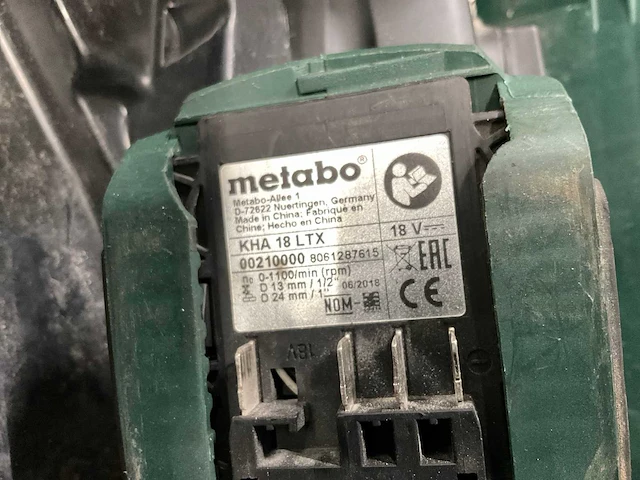 metabo®
Metabo-Allee 1
D-72622 Nuertingen, Germany
Made in China; Fabriqué en
Chine; Hecho en China
KHA 18 LTX
18 V
00210000 8061287615
n₀ 0-1100/min (rpm)
D 13 mm / 1/2" 06/2018
D 24 mm / 1"
NOM-
EAC
CE
18V